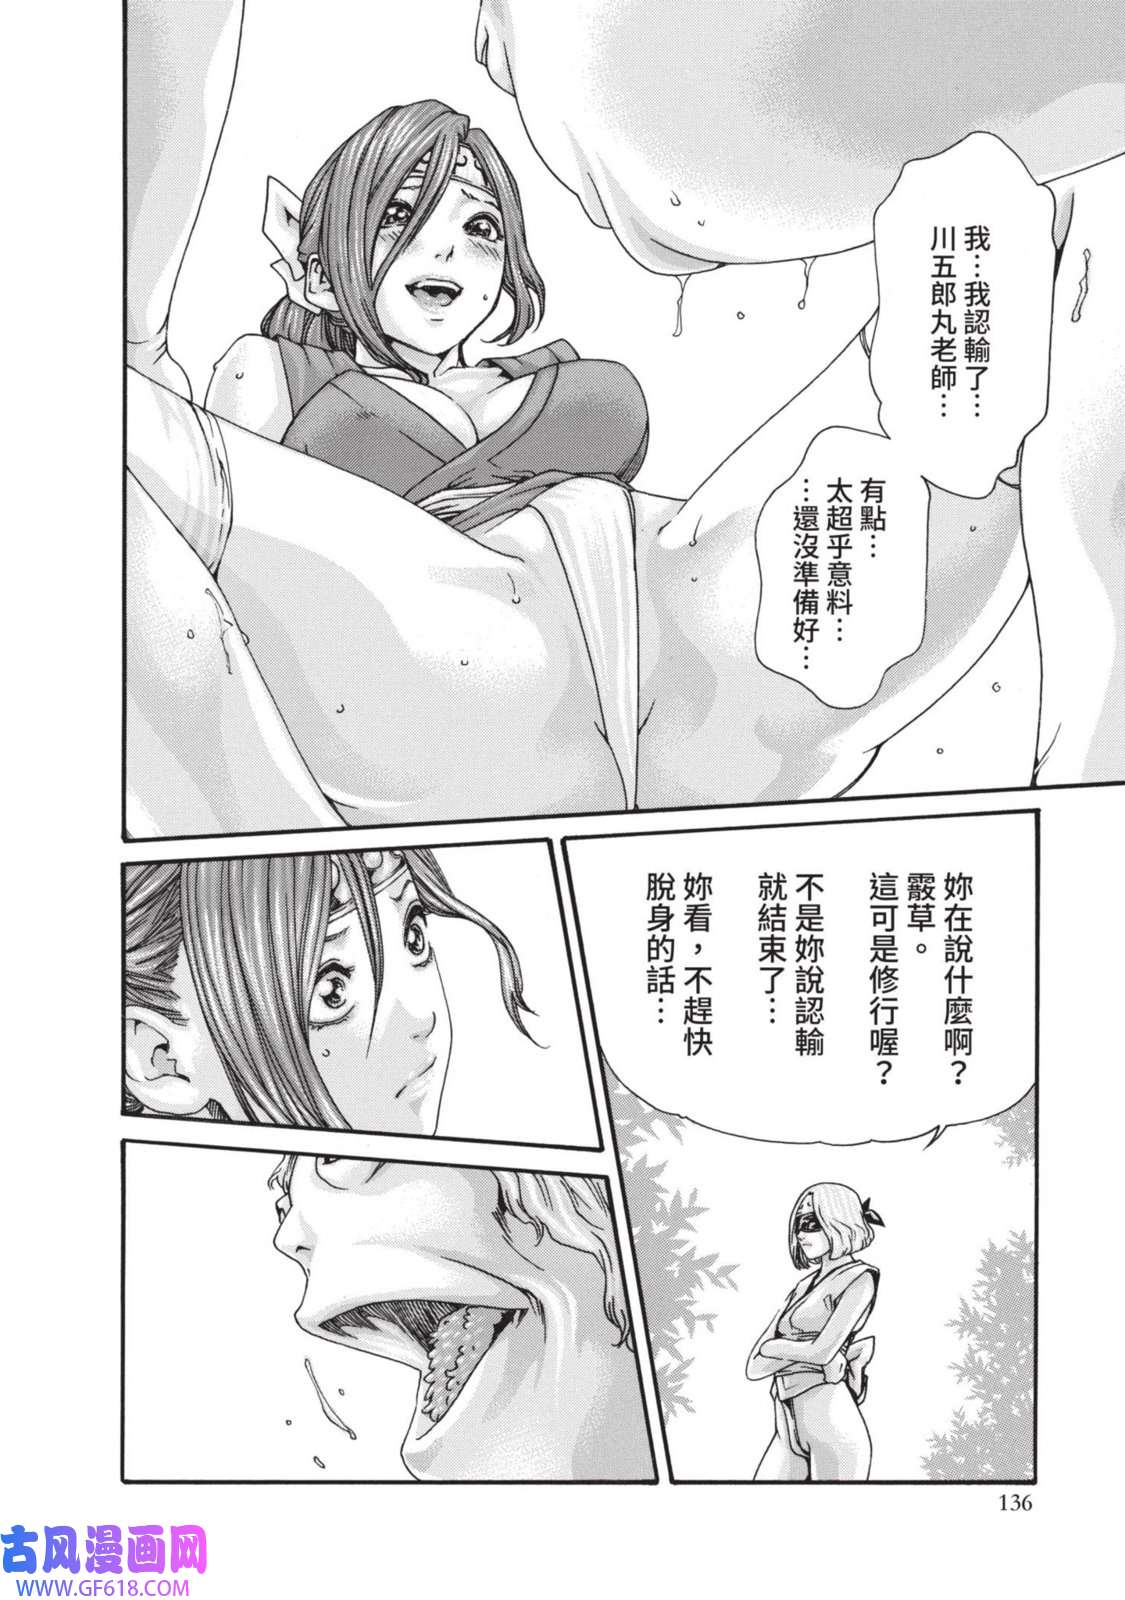 我…我認輸了…
川五郎丸老師…
有點…
太超乎意料…
…還沒準備好…
妳在說什麼啊？
霰草。
這可是修行喔？
不是妳說認輸
就結束了…
妳看，不趕快
脫身的話…
136
古风漫画网
WWW.GF618.COM